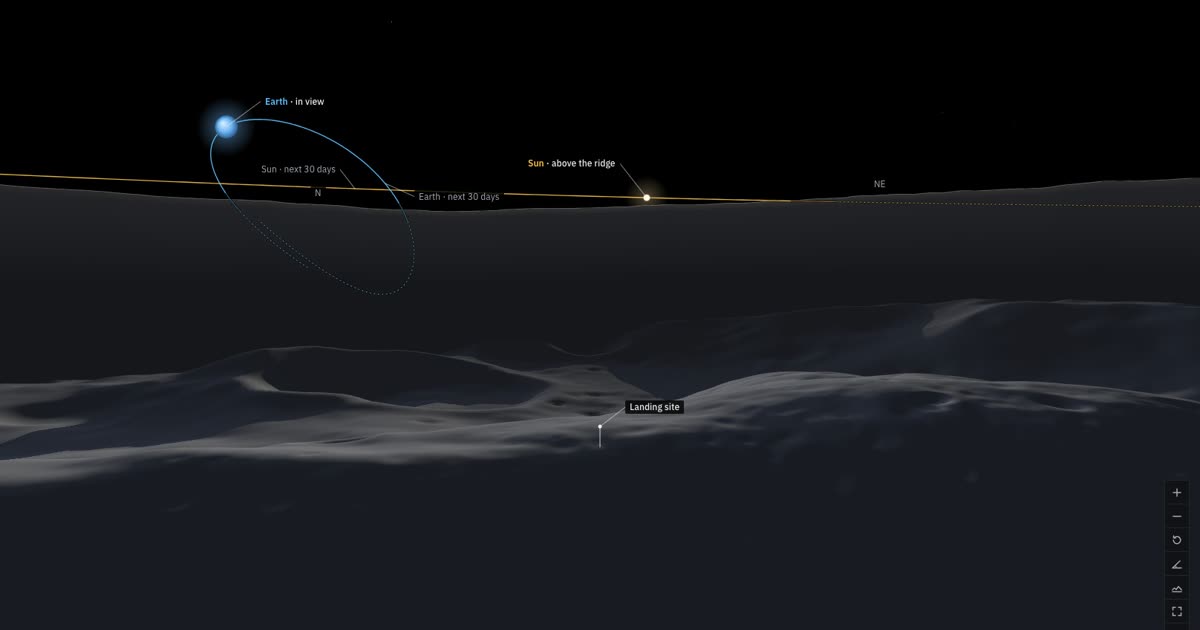 Earth · in view
Sun · above the ridge
Sun · next 30 days
N
Earth · next 30 days
NE
Landing site